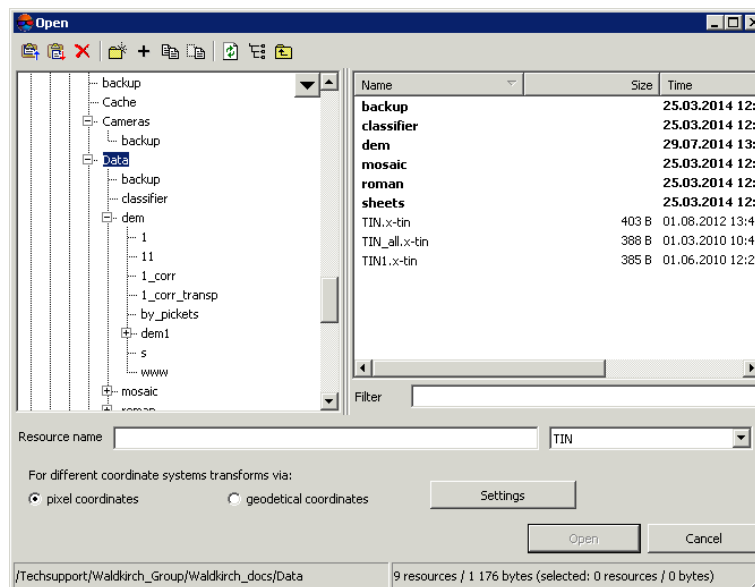 Open
backup
Cache
Cameras
backup
Data
backup
classifier
dem
1
11
1_corr
1_corr_transp
by_pickets
dem1
s
www
mosaic
roman
Name Size Time
backup 25.03.2014 12:
classifier 25.03.2014 12:
dem 29.07.2014 13:
mosaic 25.03.2014 12:
roman 25.03.2014 12:
sheets 25.03.2014 12:
TIN.x-tin 403 B 01.08.2012 13:4
TIN_all.x-tin 388 B 01.03.2010 10:4
TIN1.x-tin 385 B 01.06.2010 12:2
Filter
Resource name TIN
For different coordinate systems transforms via:
pixel coordinates geodetical coordinates Settings
Open Cancel
/Techsupport/Waldkirch_Group/Waldkirch_docs/Data 9 resources / 1 176 bytes (selected: 0 resources / 0 bytes)